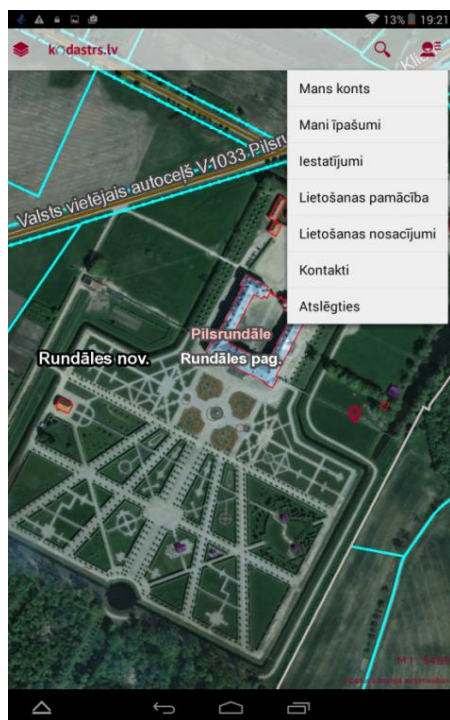 13% 19:21
kadastrs.lv
Mans konts
Mani īpašumi
Iestatījumi
Lietošanas pamācība
Lietošanas nosacījumi
Kontakti
Atslēgties
Valsts vietējais autoceļš V1033 Pilsru
Pilsrundāle
Rundāles nov.
Rundāles pag.